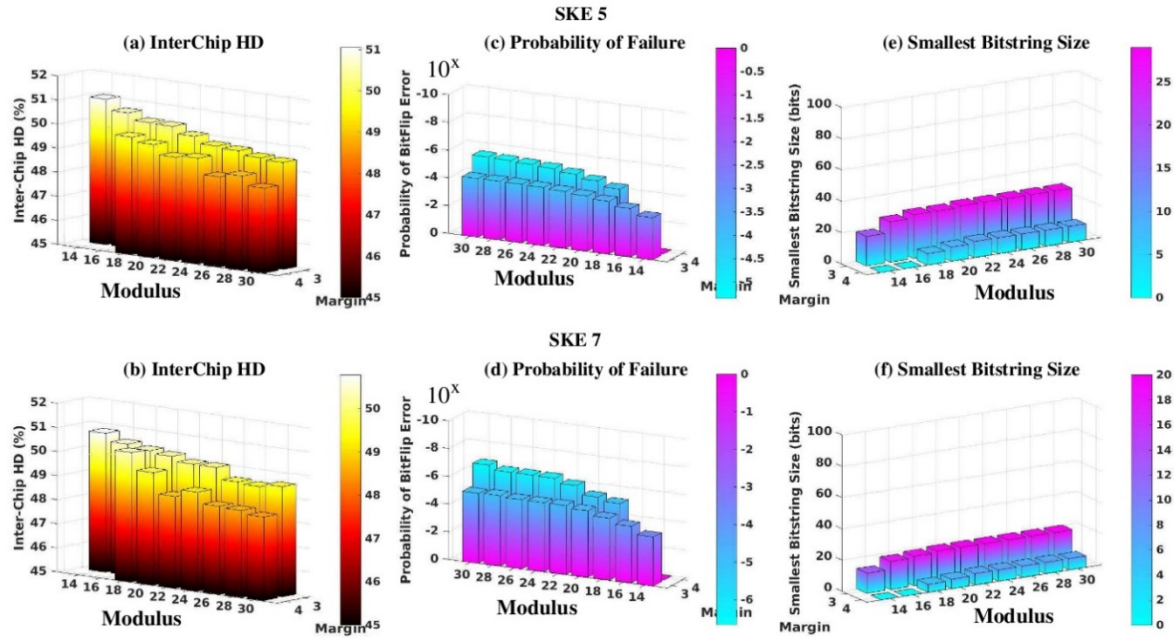 SKE 5
(a) InterChip HD
(c) Probability of Failure
(e) Smallest Bitstring Size
Inter-Chip HD (%)
52
51
50
49
48
47
46
45
14 16 18 20 22 24 26 28 30
Modulus
3
4
Margin
51
50
49
48
47
46
45
10^x
Probability of BitFlip Error
-10
-8
-6
-4
-2
0
30 28 26 24 22 20 18 16 14
Modulus
3
4
Margin
0
-0.5
-1
-1.5
-2
-2.5
-3
-3.5
-4
-4.5
-5
Smallest Bitstring Size (bits)
100
80
60
40
20
0
3
4
Margin
14 16 18 20 22 24 26 28 30
Modulus
25
20
15
10
5
0
SKE 7
(b) InterChip HD
(d) Probability of Failure
(f) Smallest Bitstring Size
Inter-Chip HD (%)
52
51
50
49
48
47
46
45
14 16 18 20 22 24 26 28 30
Modulus
3
4
Margin
50
49
48
47
46
45
10^x
Probability of BitFlip Error
-10
-8
-6
-4
-2
0
30 28 26 24 22 20 18 16 14
Modulus
3
4
Margin
0
-1
-2
-3
-4
-5
-6
Smallest Bitstring Size (bits)
100
80
60
40
20
0
3
4
Margin
14 16 18 20 22 24 26 28 30
Modulus
20
18
16
14
12
10
8
6
4
2
0